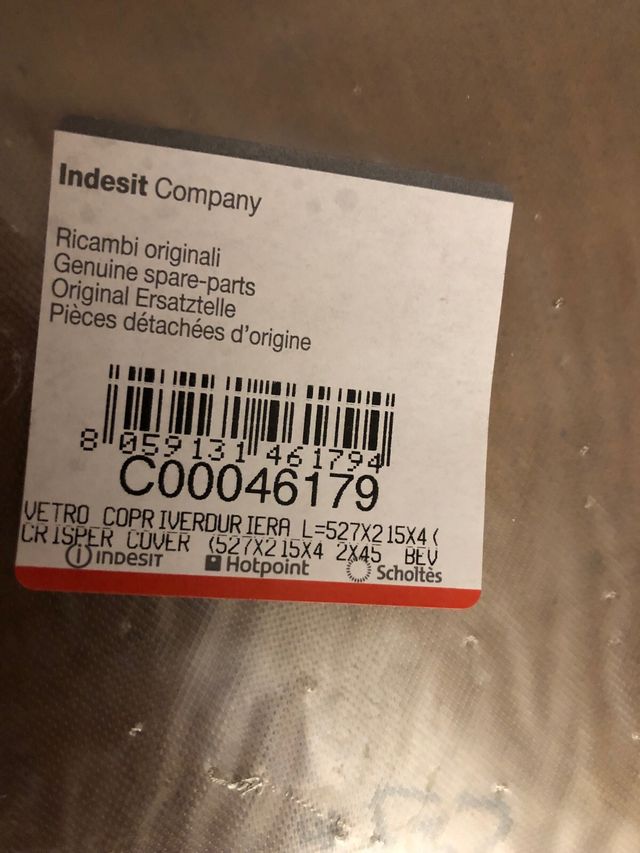 Indesit Company
Ricambi originali
Genuine spare-parts
Original Ersatztelle
Pièces détachées d'origine
8 059131 461794
C00046179
VETRO COPRIVERDURIERA L=527X215X4(
CRISPER COVER (527X215X4 2X45 BEV
INDESIT Hotpoint Scholtès